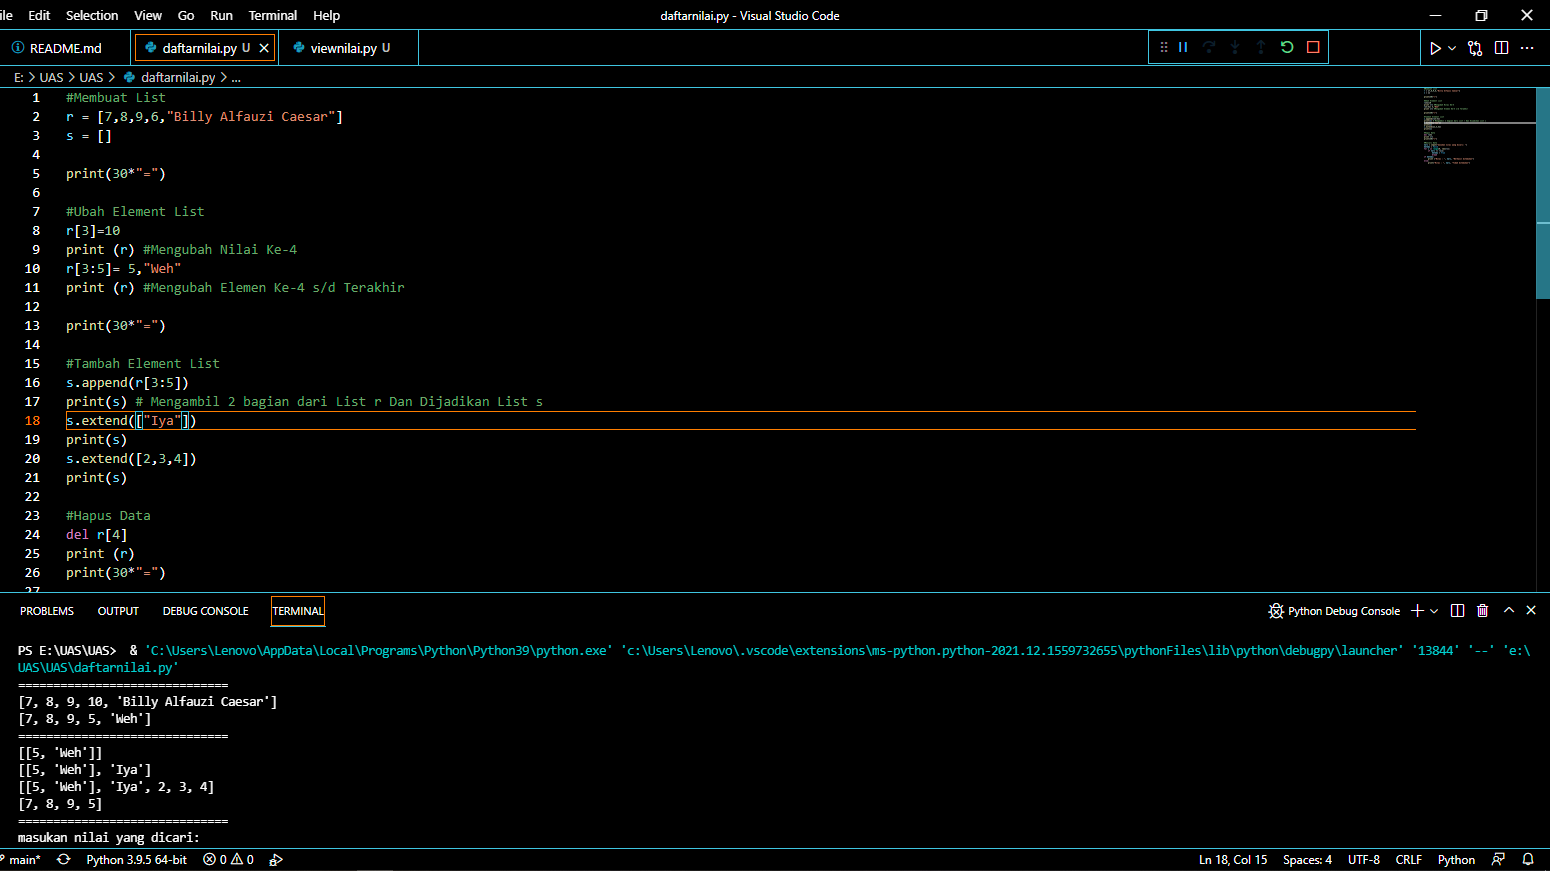 ile Edit Selection View Go Run Terminal Help daftarnilai.py - Visual Studio Code
README.md daftarnilai.py U viewnilai.py U
E: > UAS > UAS > daftarnilai.py > ...
1 #Membuat List
2 r = [7,8,9,6,"Billy Alfauzi Caesar"]
3 s = []
4
5 print(30*"=")
6
7 #Ubah Element List
8 r[3]=10
9 print (r) #Mengubah Nilai Ke-4
10 r[3:5]= 5,"Weh"
11 print (r) #Mengubah Elemen Ke-4 s/d Terakhir
12
13 print(30*"=")
14
15 #Tambah Element List
16 s.append(r[3:5])
17 print(s) # Mengambil 2 bagian dari List r Dan Dijadikan List s
18 s.extend(["Iya"])
19 print(s)
20 s.extend([2,3,4])
21 print(s)
22
23 #Hapus Data
24 del r[4]
25 print (r)
26 print(30*"=")
27
PROBLEMS OUTPUT DEBUG CONSOLE TERMINAL Python Debug Console
PS E:\UAS\UAS> & 'C:\Users\Lenovo\AppData\Local\Programs\Python\Python39\python.exe' 'c:\Users\Lenovo\.vscode\extensions\ms-python.python-2021.12.1559732655\pythonFiles\lib\python\debugpy\launcher' '13844' '--' 'e:\
UAS\UAS\daftarnilai.py'
==============================
[7, 8, 9, 10, 'Billy Alfauzi Caesar']
[7, 8, 9, 5, 'Weh']
==============================
[[5, 'Weh']]
[[5, 'Weh'], 'Iya']
[[5, 'Weh'], 'Iya', 2, 3, 4]
[7, 8, 9, 5]
==============================
masukan nilai yang dicari:
main* Python 3.9.5 64-bit 0 0 Ln 18, Col 15 Spaces: 4 UTF-8 CRLF Python